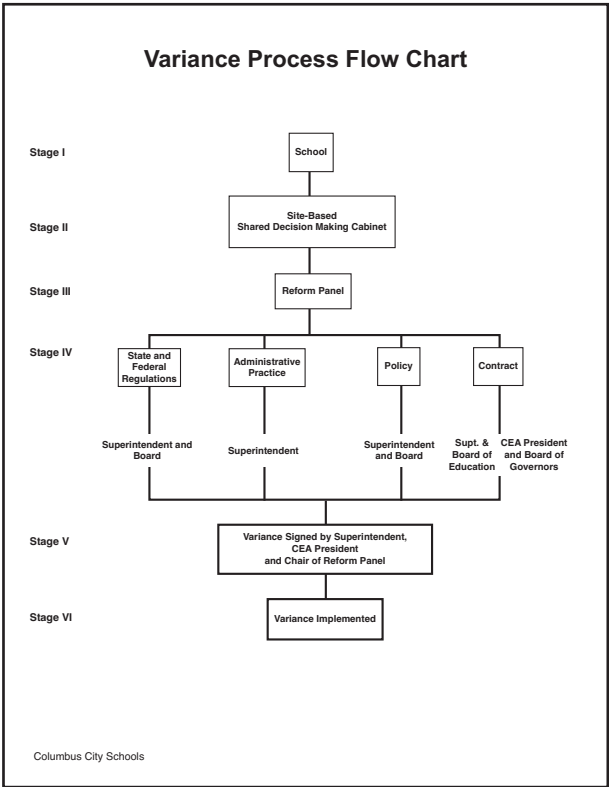 Variance Process Flow Chart
Stage I
School
Stage II
Site-Based
Shared Decision Making Cabinet
Stage III
Reform Panel
Stage IV
State and
Federal
Regulations
Administrative
Practice
Policy
Contract
Superintendent and
Board
Superintendent
Superintendent
and Board
Supt. &
Board of
Education
CEA President
and Board of
Governors
Stage V
Variance Signed by Superintendent,
CEA President
and Chair of Reform Panel
Stage VI
Variance Implemented
Columbus City Schools